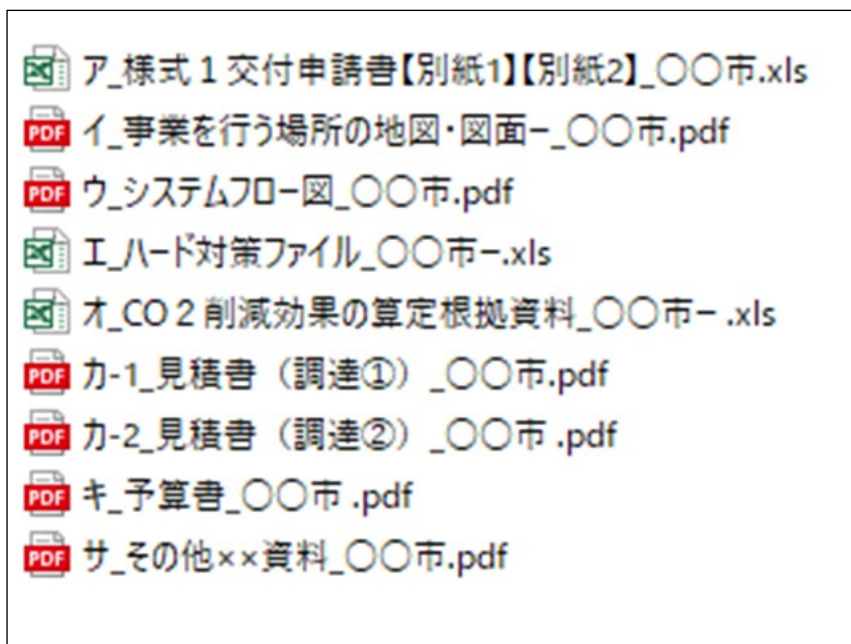 ア_様式1交付申請書【別紙1】【別紙2】_〇〇市.xls
PDF イ_事業を行う場所の地図・図面ー_〇〇市.pdf
PDF ウ_システムフロー図_〇〇市.pdf
エ_ハード対策ファイル_〇〇市ー.xls
オ_CO2削減効果の算定根拠資料_〇〇市ー .xls
PDF カ-1_見積書（調達①）_〇〇市.pdf
PDF カ-2_見積書（調達②）_〇〇市 .pdf
PDF キ_予算書_〇〇市 .pdf
PDF サ_その他××資料_〇〇市.pdf